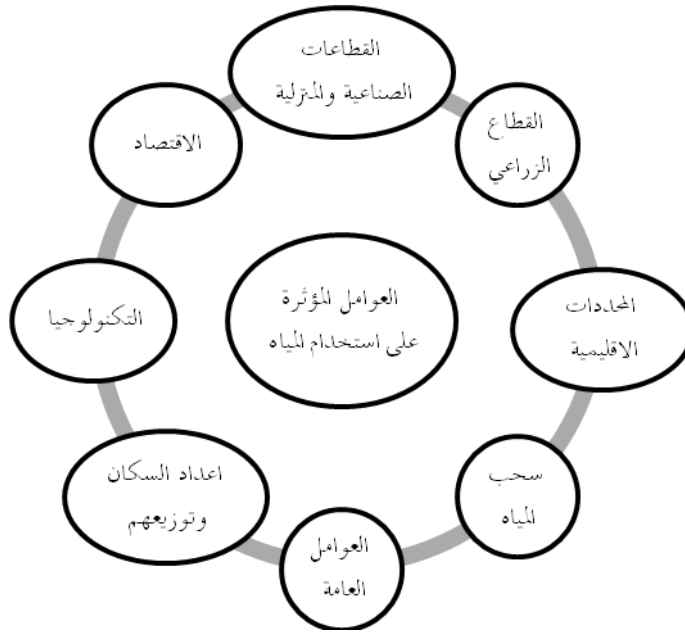 القطاعات
الصناعية والمنزلية
القطاع
الزراعي
الاقتصاد
العوامل المؤثرة
على استخدام المياه
المحددات
الاقليمية
التكنولوجيا
اعداد السكان
وتوزيعهم
سحب
المياه
العوامل
العامة